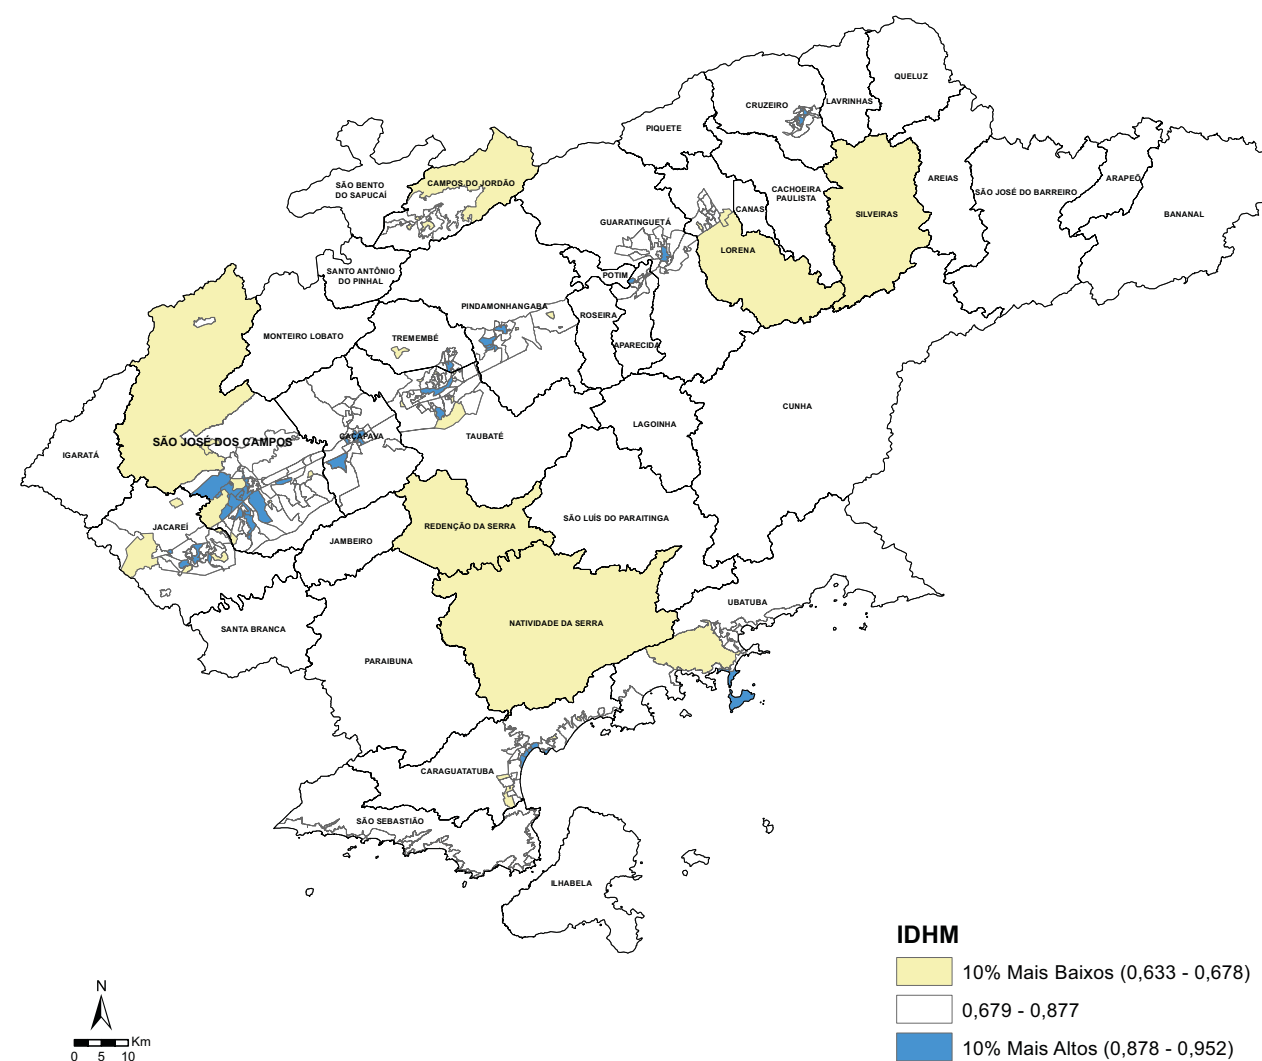 QUELUZ
LAVRINHAS
CRUZEIRO
PIQUETE
AREIAS
SÃO JOSÉ DO BARREIRO
ARAPEÕ
BANANAL
SÃO BENTO
DO SAPUCAÍ
CAMPOS DO JORDÃO
CACHOEIRA
PAULISTA
CANAS
SILVEIRAS
GUARATINGUETÁ
LORENA
SANTO ANTÔNIO
DO PINHAL
POTIM
PINDAMONHANGABA
ROSEIRA
APARECIDA
MONTEIRO LOBATO
TREMEMBÉ
CUNHA
LAGOINHA
CAÇAPAVA
TAUBATÉ
SÃO JOSÉ DOS CAMPOS
IGARATÁ
JACAREÍ
REDENÇÃO DA SERRA
SÃO LUÍS DO PARAITINGA
JAMBEIRO
UBATUBA
NATIVIDADE DA SERRA
SANTA BRANCA
PARAIBUNA
CARAGUATATUBA
SÃO SEBASTIÃO
ILHABELA
N
Km
0 5 10
IDHM
10% Mais Baixos (0,633 - 0,678)
0,679 - 0,877
10% Mais Altos (0,878 - 0,952)